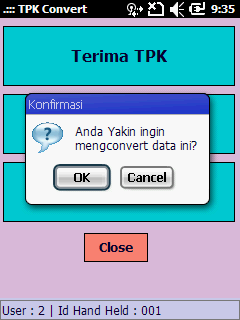 .::: TPK Convert 9:35
Terima TPK
Konfirmasi
Anda Yakin ingin
mengconvert data ini?
OK Cancel
Close
User : 2 | Id Hand Held : 001